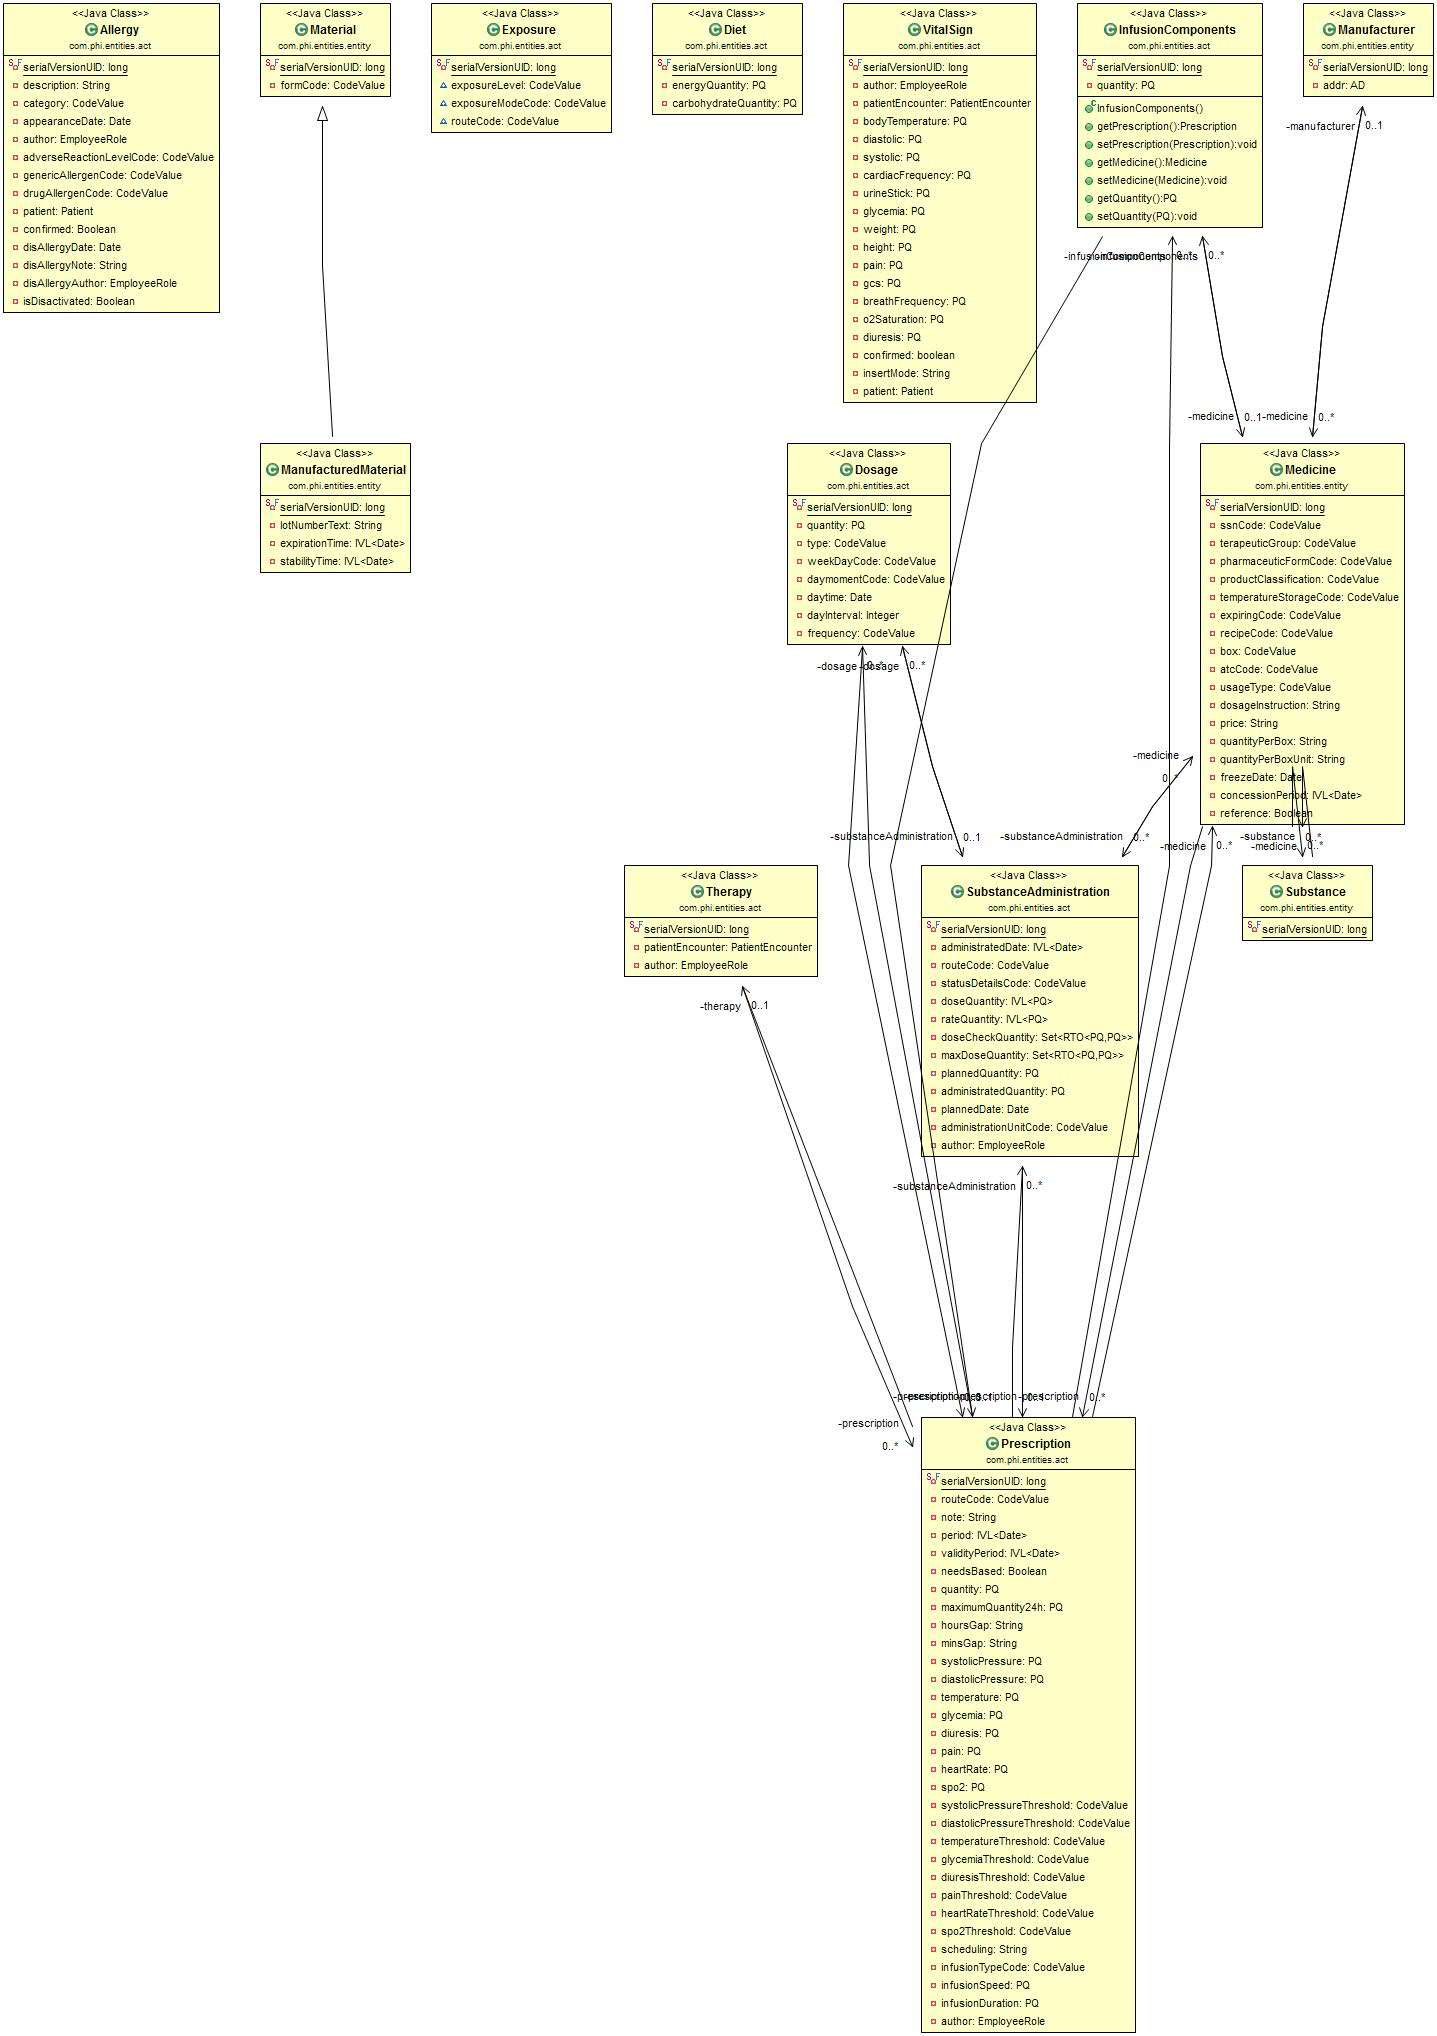 <<Java Class>>
Allergy
com.phi.entities.act
serialVersionUID: long
description: String
category: CodeValue
appearanceDate: Date
author: EmployeeRole
adverseReactionLevelCode: CodeValue
genericAllergenCode: CodeValue
drugAllergenCode: CodeValue
patient: Patient
confirmed: Boolean
disAllergyDate: Date
disAllergyNote: String
disAllergyAuthor: EmployeeRole
isDisactivated: Boolean
<<Java Class>>
Material
com.phi.entities.entity
serialVersionUID: long
formCode: CodeValue
<<Java Class>>
Exposure
com.phi.entities.act
serialVersionUID: long
exposureLevel: CodeValue
exposureModeCode: CodeValue
routeCode: CodeValue
<<Java Class>>
Diet
com.phi.entities.act
serialVersionUID: long
energyQuantity: PQ
carbohydrateQuantity: PQ
<<Java Class>>
VitalSign
com.phi.entities.act
serialVersionUID: long
author: EmployeeRole
patientEncounter: PatientEncounter
bodyTemperature: PQ
diastolic: PQ
systolic: PQ
cardiacFrequency: PQ
urineStick: PQ
glycemia: PQ
weight: PQ
height: PQ
pain: PQ
gcs: PQ
breathFrequency: PQ
o2Saturation: PQ
diuresis: PQ
confirmed: boolean
insertMode: String
patient: Patient
<<Java Class>>
InfusionComponents
com.phi.entities.act
serialVersionUID: long
quantity: PQ
InfusionComponents()
getPrescription():Prescription
setPrescription(Prescription):void
getMedicine():Medicine
setMedicine(Medicine):void
getQuantity():PQ
setQuantity(PQ):void
<<Java Class>>
Manufacturer
com.phi.entities.entity
serialVersionUID: long
addr: AD
-manufacturer 0..1
-infusionComponents 0..*
-infusionComponents 0..*
-medicine 0..1
-medicine 0..*
<<Java Class>>
ManufacturedMaterial
com.phi.entities.entity
serialVersionUID: long
lotNumberText: String
expirationTime: IVL<Date>
stabilityTime: IVL<Date>
<<Java Class>>
Dosage
com.phi.entities.act
serialVersionUID: long
quantity: PQ
type: CodeValue
weekDayCode: CodeValue
daymomentCode: CodeValue
daytime: Date
dayInterval: Integer
frequency: CodeValue
-dosage 0..*
-dosage 0..*
<<Java Class>>
Medicine
com.phi.entities.entity
serialVersionUID: long
ssnCode: CodeValue
terapeuticGroup: CodeValue
pharmaceuticFormCode: CodeValue
productClassification: CodeValue
temperatureStorageCode: CodeValue
expiringCode: CodeValue
recipeCode: CodeValue
box: CodeValue
atcCode: CodeValue
usageType: CodeValue
dosageInstruction: String
price: String
quantityPerBox: String
quantityPerBoxUnit: String
freezeDate: Date
concessionPeriod: IVL<Date>
reference: Boolean
-medicine
0..*
-substanceAdministration 0..1
-substanceAdministration 0..*
-medicine 0..*
-substance 0..*
-medicine 0..*
<<Java Class>>
Therapy
com.phi.entities.act
serialVersionUID: long
patientEncounter: PatientEncounter
author: EmployeeRole
-therapy 0..1
<<Java Class>>
SubstanceAdministration
com.phi.entities.act
serialVersionUID: long
administratedDate: IVL<Date>
routeCode: CodeValue
statusDetailsCode: CodeValue
doseQuantity: IVL<PQ>
rateQuantity: IVL<PQ>
doseCheckQuantity: Set<RTO<PQ,PQ>>
maxDoseQuantity: Set<RTO<PQ,PQ>>
plannedQuantity: PQ
administratedQuantity: PQ
plannedDate: Date
administrationUnitCode: CodeValue
author: EmployeeRole
<<Java Class>>
Substance
com.phi.entities.entity
serialVersionUID: long
-substanceAdministration 0..*
-prescription
-prescription 0..*
-prescription
0..*
<<Java Class>>
Prescription
com.phi.entities.act
serialVersionUID: long
routeCode: CodeValue
note: String
period: IVL<Date>
validityPeriod: IVL<Date>
needsBased: Boolean
quantity: PQ
maximumQuantity24h: PQ
hoursGap: String
minsGap: String
systolicPressure: PQ
diastolicPressure: PQ
temperature: PQ
glycemia: PQ
diuresis: PQ
pain: PQ
heartRate: PQ
spo2: PQ
systolicPressureThreshold: CodeValue
diastolicPressureThreshold: CodeValue
temperatureThreshold: CodeValue
glycemiaThreshold: CodeValue
diuresisThreshold: CodeValue
painThreshold: CodeValue
heartRateThreshold: CodeValue
spo2Threshold: CodeValue
scheduling: String
infusionTypeCode: CodeValue
infusionSpeed: PQ
infusionDuration: PQ
author: EmployeeRole